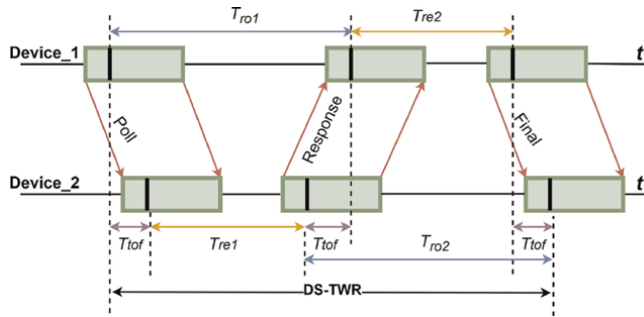 Tro1
Tre2
Device_1
t
Poll
Response
Final
Device_2
t
Ttof
Tre1
Ttof
Tro2
Ttof
DS-TWR